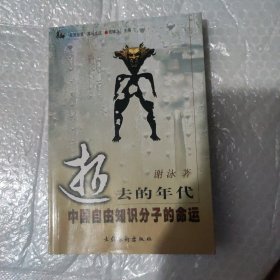 谢泳 著
逝
去的年代
中国自由知识分子的命运
文化艺术出版社